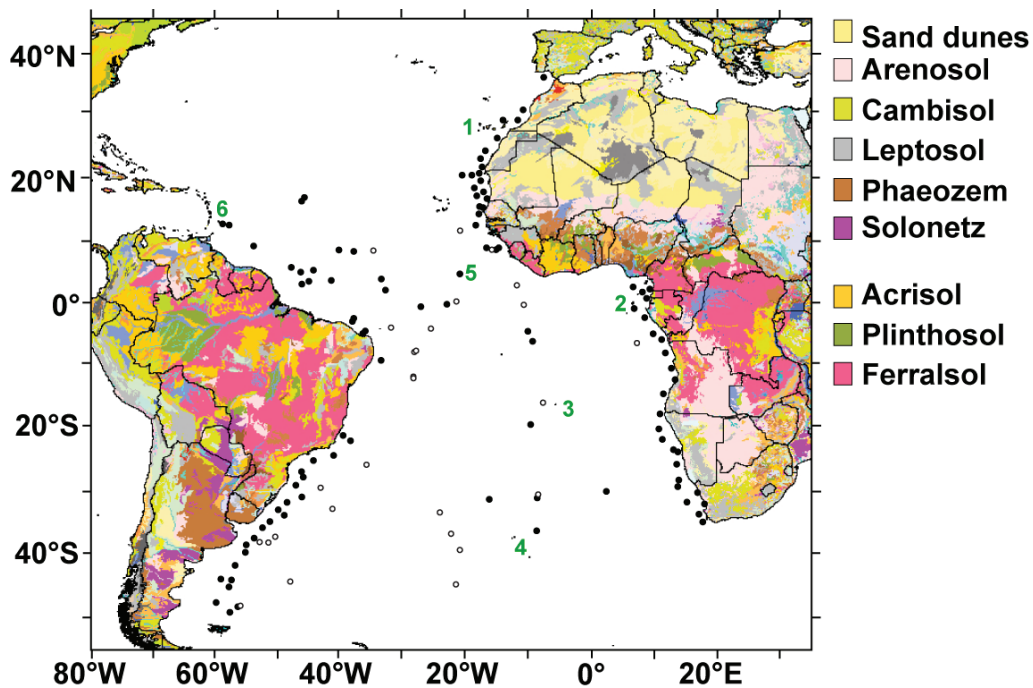 40°N
20°N
0°
20°S
40°S
80°W
60°W
40°W
20°W
0°
20°E
1
2
3
4
5
6
Sand dunes
Arenosol
Cambisol
Leptosol
Phaeozem
Solonetz
Acrisol
Plinthosol
Ferralsol